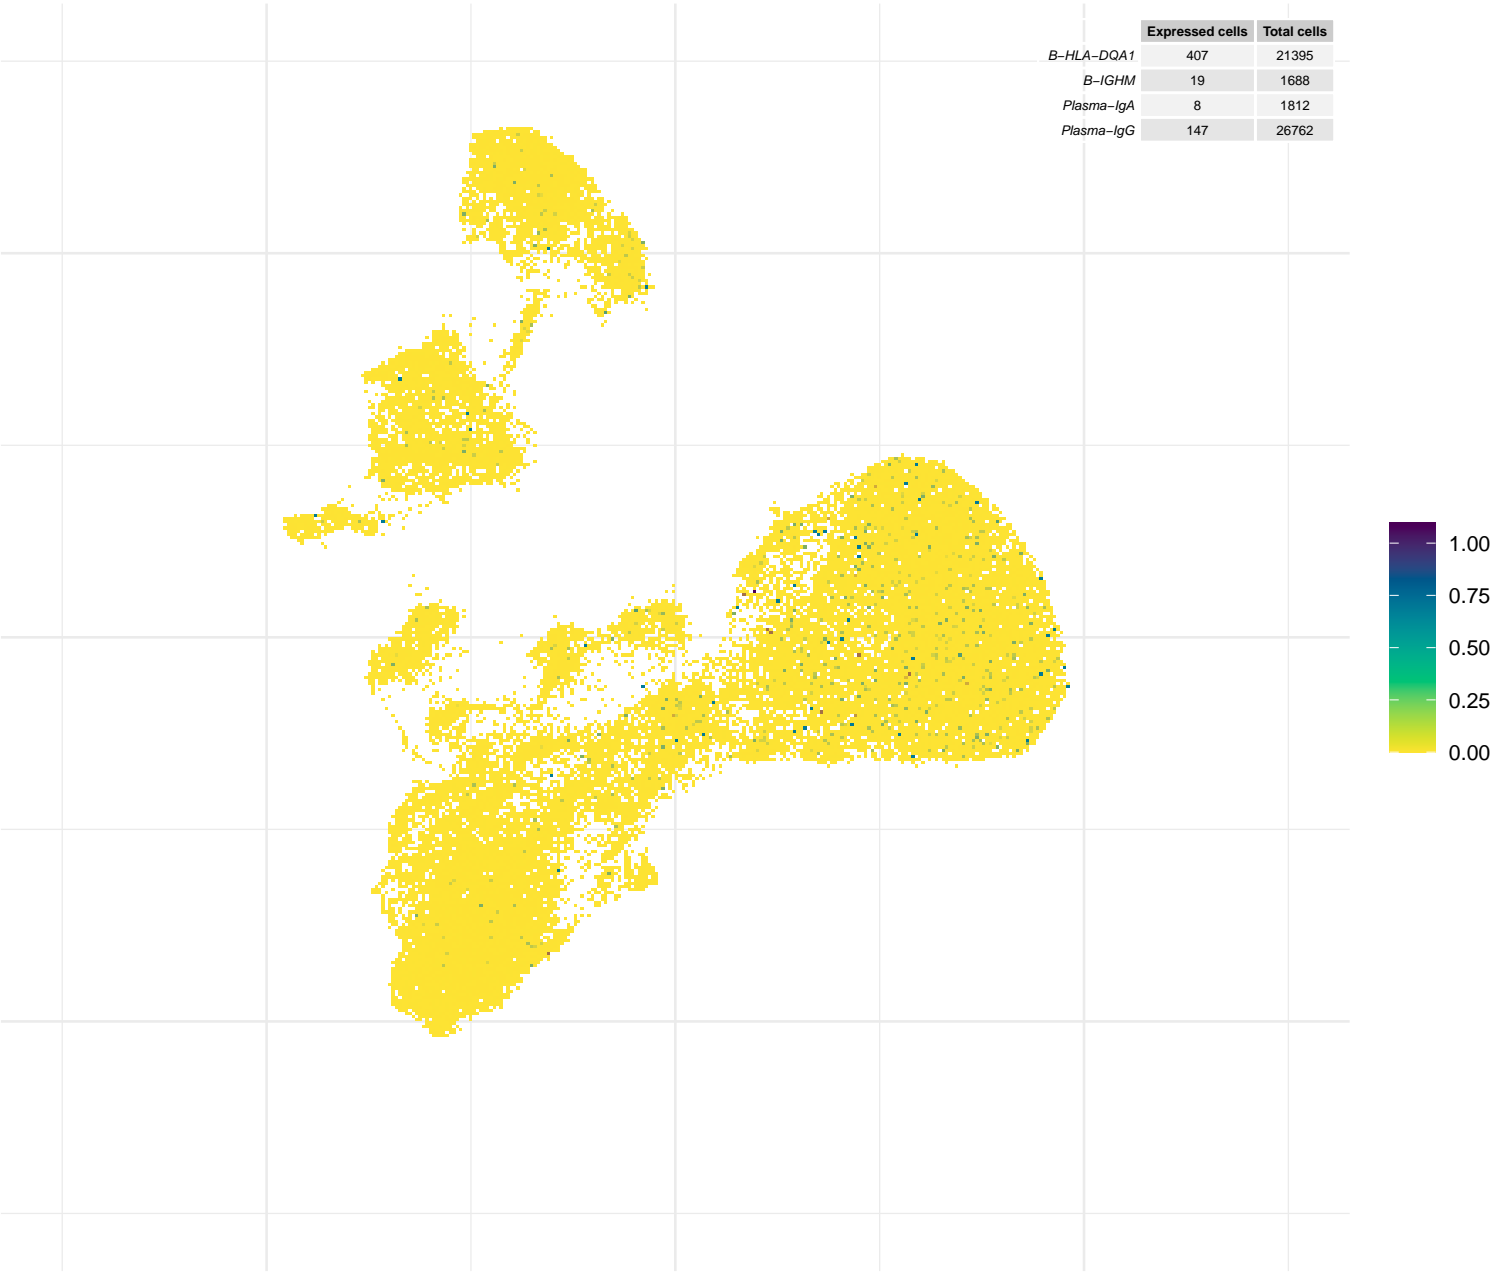 Expressed cells Total cells
B−HLA−DQA1 407 21395
B−IGHM 19 1688
Plasma−IgA 8 1812
Plasma−IgG 147 26762
1.00
0.75
0.50
0.25
0.00